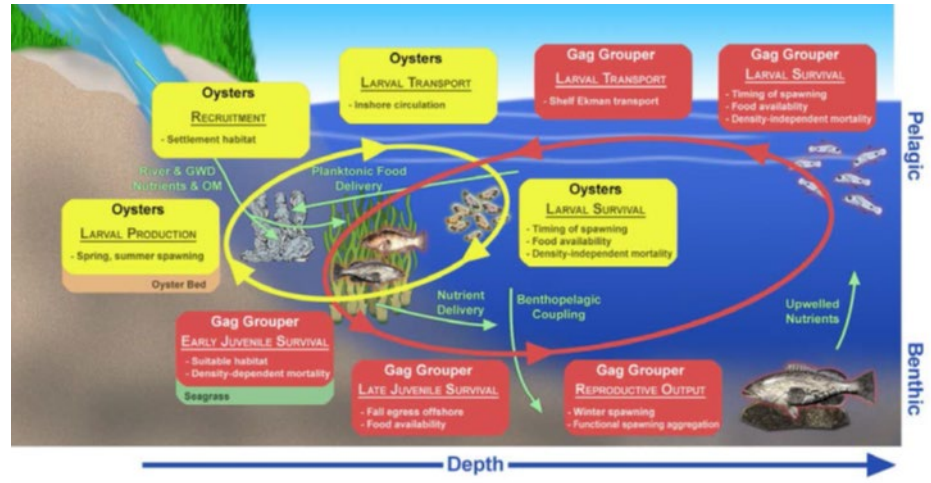 Oysters
LARVAL TRANSPORT
- Inshore circulation
Gag Grouper
LARVAL TRANSPORT
- Shelf Ekman transport
Gag Grouper
LARVAL SURVIVAL
- Timing of spawning
- Food availability
- Density-independent mortality
Oysters
RECRUITMENT
- Settlement habitat
Pelagic
River & GWD
Nutrients & OM
Planktonic Food
Delivery
Oysters
LARVAL PRODUCTION
- Spring, summer spawning
Oyster Bed
Oysters
LARVAL SURVIVAL
- Timing of spawning
- Food availability
- Density-independent mortality
Nutrient
Delivery
Benthopelagic
Coupling
Upwelled
Nutrients
Gag Grouper
EARLY JUVENILE SURVIVAL
- Suitable habitat
- Density-dependent mortality
Seagrass
Gag Grouper
LATE JUVENILE SURVIVAL
- Fall egress offshore
- Food availability
Gag Grouper
REPRODUCTIVE OUTPUT
- Winter spawning
- Functional spawning aggregation
Benthic
Depth